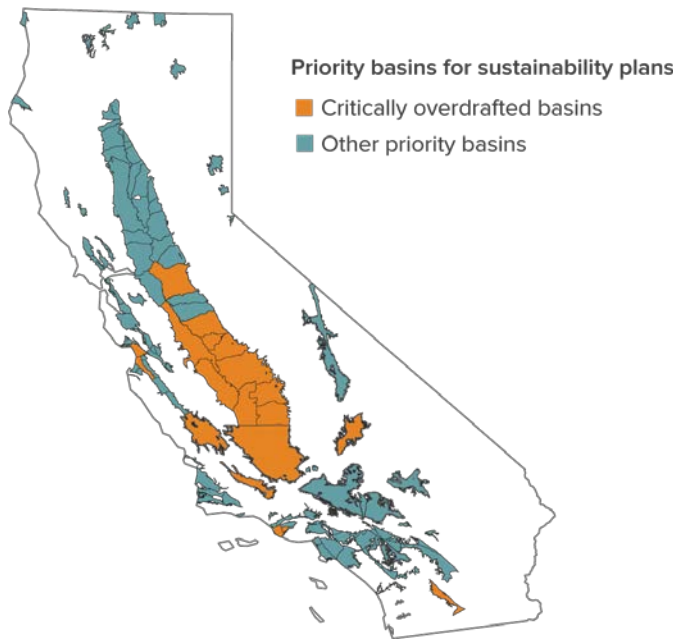 Priority basins for sustainability plans
Critically overdrafted basins
Other priority basins